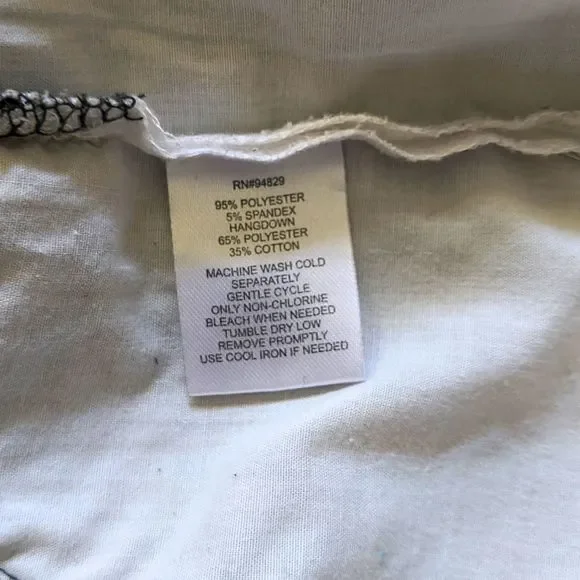 RN#94829
95% POLYESTER
5% SPANDEX
HANGDOWN
65% POLYESTER
35% COTTON
MACHINE WASH COLD
SEPARATELY
GENTLE CYCLE
ONLY NON-CHLORINE
BLEACH WHEN NEEDED
TUMBLE DRY LOW
REMOVE PROMPTLY
USE COOL IRON IF NEEDED